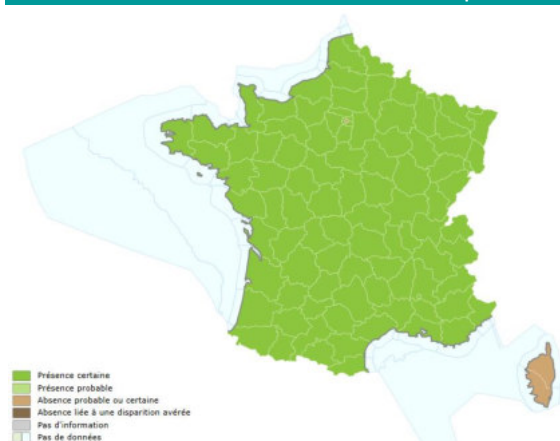 Présence certaine
Présence probable
Absence probable ou certaine
Absence liée à une disparition avérée
Pas d'information
Pas de données